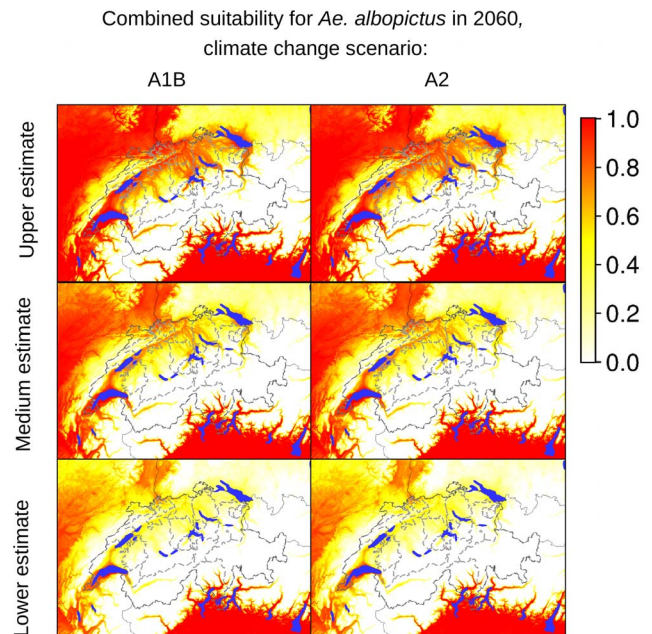 Combined suitability for Ae. albopictus in 2060,
climate change scenario:
A1B A2
Upper estimate
Medium estimate
Lower estimate
1.0
0.8
0.6
0.4
0.2
0.0